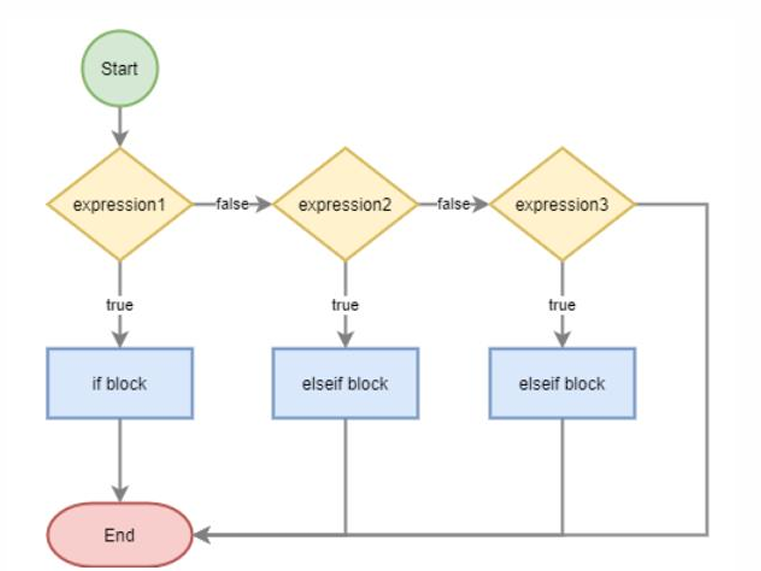 Start
expression1
false
expression2
false
expression3
true
true
true
if block
elseif block
elseif block
End